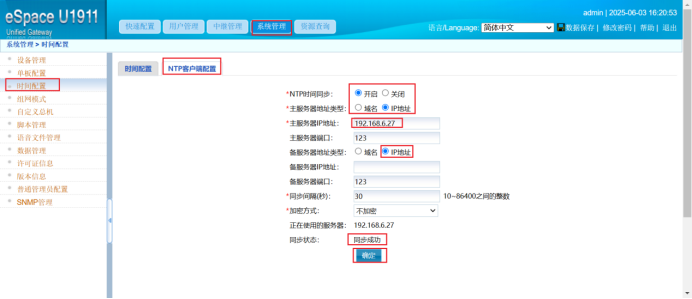 eSpace U1911
Unified Gateway
admin | 2025-06-03 16:20:53
快速配置 用户管理 中继管理 系统管理 资源查询
语言/Language: 简体中文 数据保存 | 修改密码 | 帮助 | 退出
系统管理 > 时间配置
设备管理
单板配置
时间配置
组网模式
自定义总机
脚本管理
语音文件管理
数据管理
许可证信息
版本信息
普通管理员配置
SNMP管理
时间配置 NTP客户端配置
*NTP时间同步: 开启 关闭
*主服务器地址类型: 域名 IP地址
*主服务器IP地址: 192.168.6.27
主服务器端口: 123
备服务器地址类型: 域名 IP地址
备服务器IP地址:
备服务器端口: 123
*同步间隔(秒): 30 10~86400之间的整数
*加密方式: 不加密
正在使用的服务器: 192.168.6.27
同步状态: 同步成功
确定